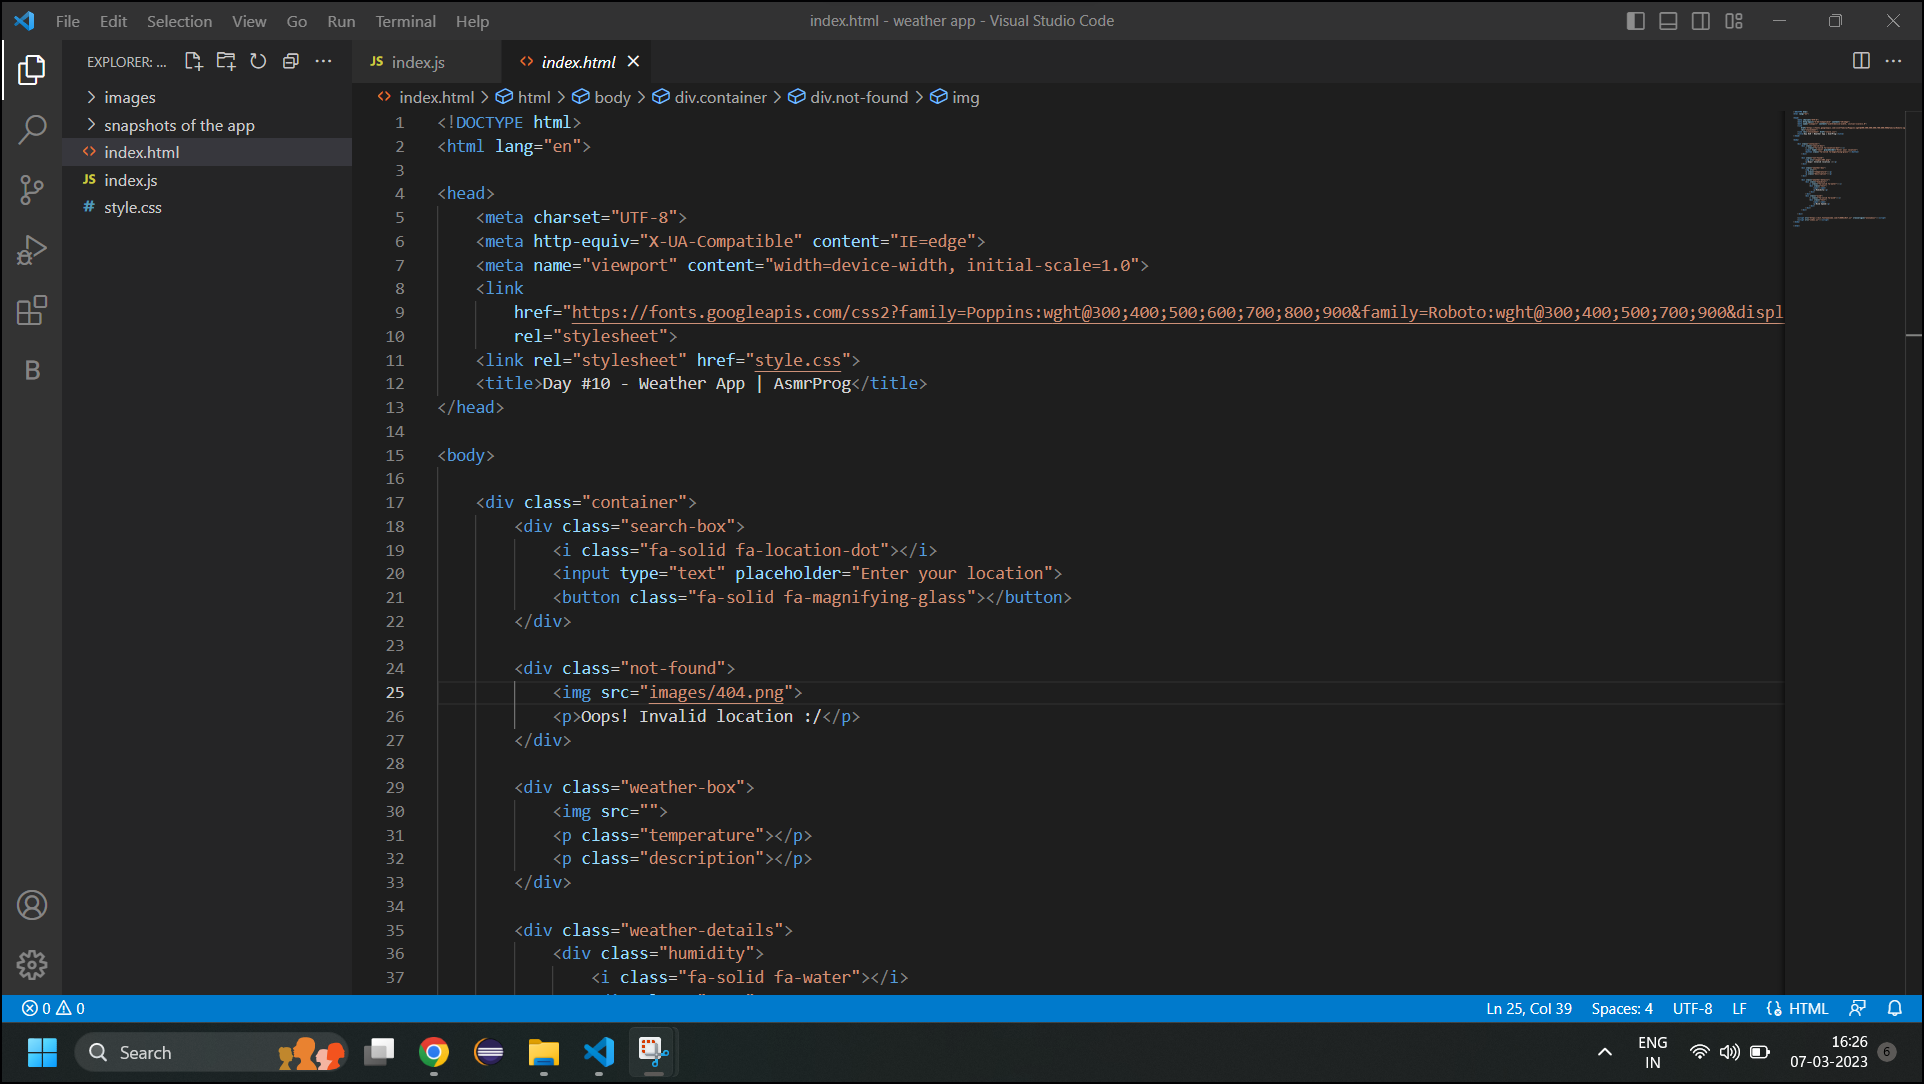 File Edit Selection View Go Run Terminal Help
index.html - weather app - Visual Studio Code
EXPLORER: ...
JS index.js
<> index.html
index.html > html > body > div.container > div.not-found > img
images
snapshots of the app
<> index.html
JS index.js
# style.css
B
1 <!DOCTYPE html>
2 <html lang="en">
3
4 <head>
5 <meta charset="UTF-8">
6 <meta http-equiv="X-UA-Compatible" content="IE=edge">
7 <meta name="viewport" content="width=device-width, initial-scale=1.0">
8 <link
9 href="https://fonts.googleapis.com/css2?family=Poppins:wght@300;400;500;600;700;800;900&family=Roboto:wght@300;400;500;700;900&displ
10 rel="stylesheet">
11 <link rel="stylesheet" href="style.css">
12 <title>Day #10 - Weather App | AsmrProg</title>
13 </head>
14
15 <body>
16
17 <div class="container">
18 <div class="search-box">
19 <i class="fa-solid fa-location-dot"></i>
20 <input type="text" placeholder="Enter your location">
21 <button class="fa-solid fa-magnifying-glass"></button>
22 </div>
23
24 <div class="not-found">
25 <img src="images/404.png">
26 <p>Oops! Invalid location :/</p>
27 </div>
28
29 <div class="weather-box">
30 <img src="">
31 <p class="temperature"></p>
32 <p class="description"></p>
33 </div>
34
35 <div class="weather-details">
36 <div class="humidity">
37 <i class="fa-solid fa-water"></i>
0 0
Ln 25, Col 39 Spaces: 4 UTF-8 LF HTML
Search
ENG
IN
16:26
07-03-2023
6